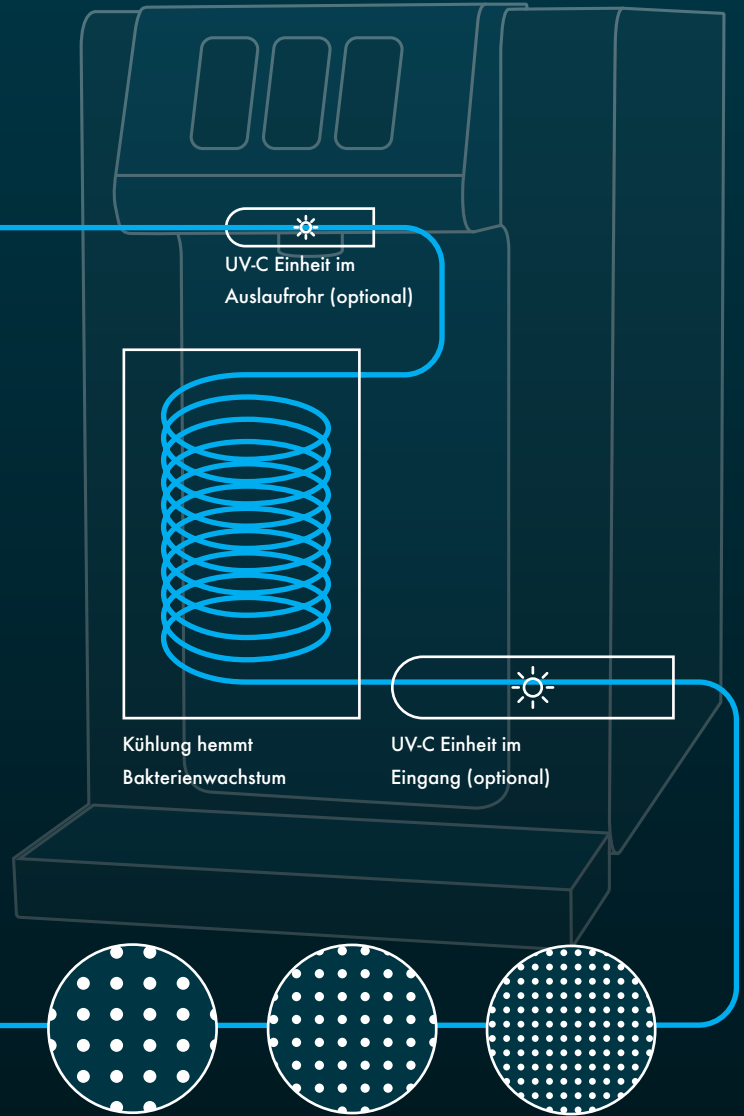 UV-C Einheit im
Auslaufrohr (optional)
Kühlung hemmt
Bakterienwachstum
UV-C Einheit im
Eingang (optional)